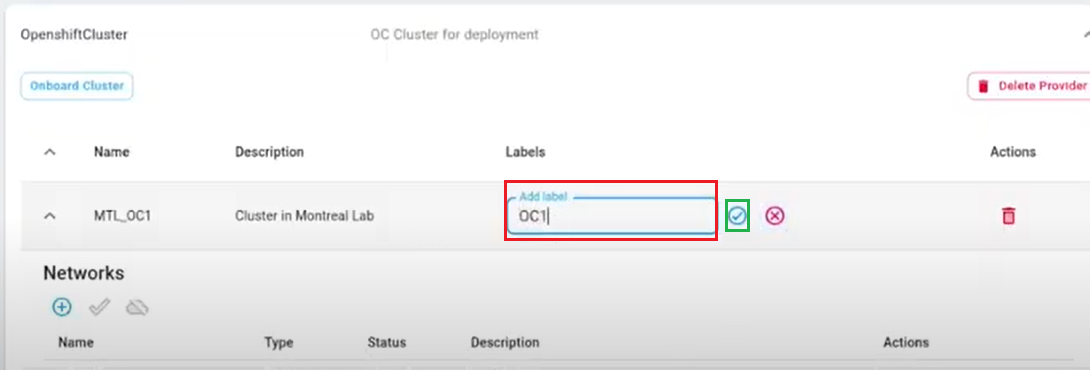 OpenshiftCluster OC Cluster for deployment
Onboard Cluster Delete Provider
Name Description Labels Actions
Add label
MTL_OC1 Cluster in Montreal Lab OC1
Networks
Name Type Status Description Actions